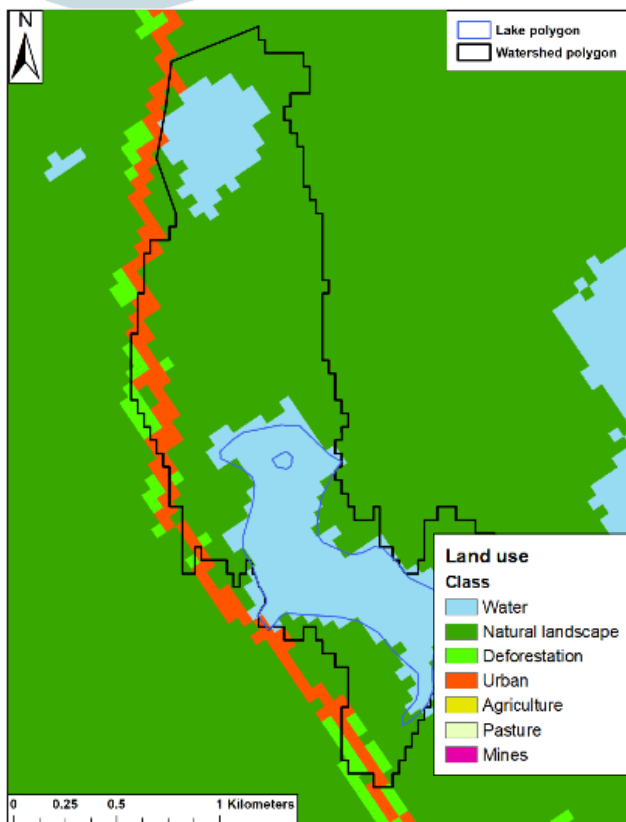 N
Lake polygon
Watershed polygon
Land use
Class
Water
Natural landscape
Deforestation
Urban
Agriculture
Pasture
Mines
0 0.25 0.5 1 Kilometers